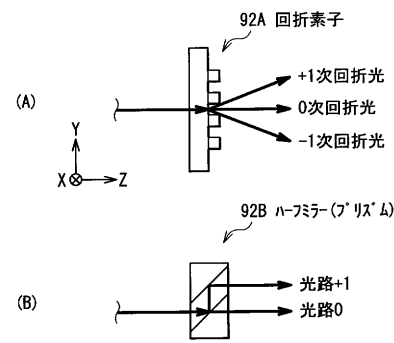 92A 回折素子
(A)
+1次回折光
0次回折光
-1次回折光
Y
X
Z
92B ﾊｰﾌﾐﾗｰ(ﾌﾟﾘｽﾞﾑ)
(B)
光路+1
光路0